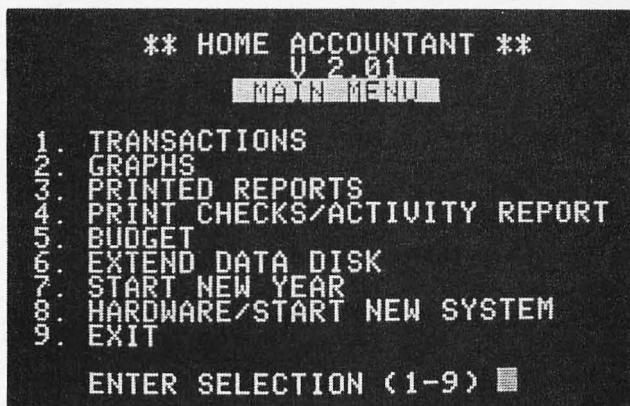 ** HOME ACCOUNTANT **
V 2.01
MAIN MENU
1. TRANSACTIONS
2. GRAPHS
3. PRINTED REPORTS
4. PRINT CHECKS/ACTIVITY REPORT
5. BUDGET
6. EXTEND DATA DISK
7. START NEW YEAR
8. HARDWARE/START NEW SYSTEM
9. EXIT
ENTER SELECTION (1-9)